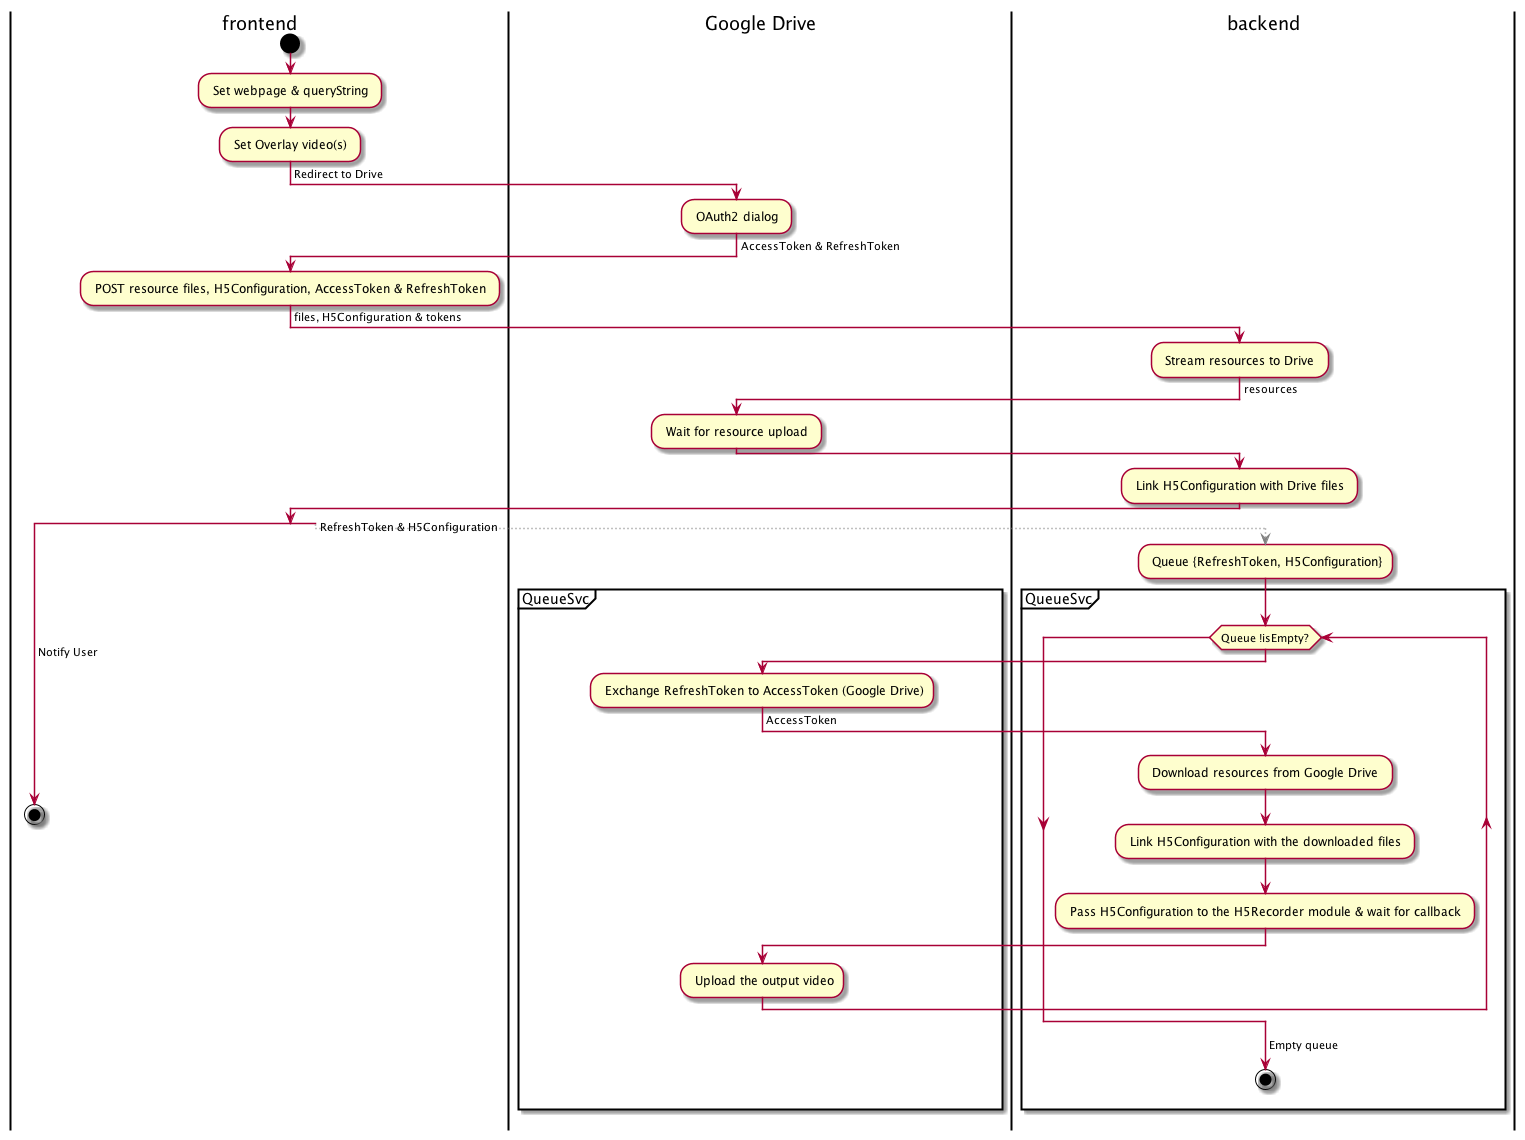 frontend
Google Drive
backend
Set webpage & queryString
Set Overlay video(s)
Redirect to Drive
OAuth2 dialog
AccessToken & RefreshToken
POST resource files, H5Configuration, AccessToken & RefreshToken
files, H5Configuration & tokens
Stream resources to Drive
resources
Wait for resource upload
Link H5Configuration with Drive files
RefreshToken & H5Configuration
Queue {RefreshToken, H5Configuration}
QueueSvc
QueueSvc
Queue !isEmpty?
Notify User
Exchange RefreshToken to AccessToken (Google Drive)
AccessToken
Download resources from Google Drive
Link H5Configuration with the downloaded files
Pass H5Configuration to the H5Recorder module & wait for callback
Upload the output video
Empty queue